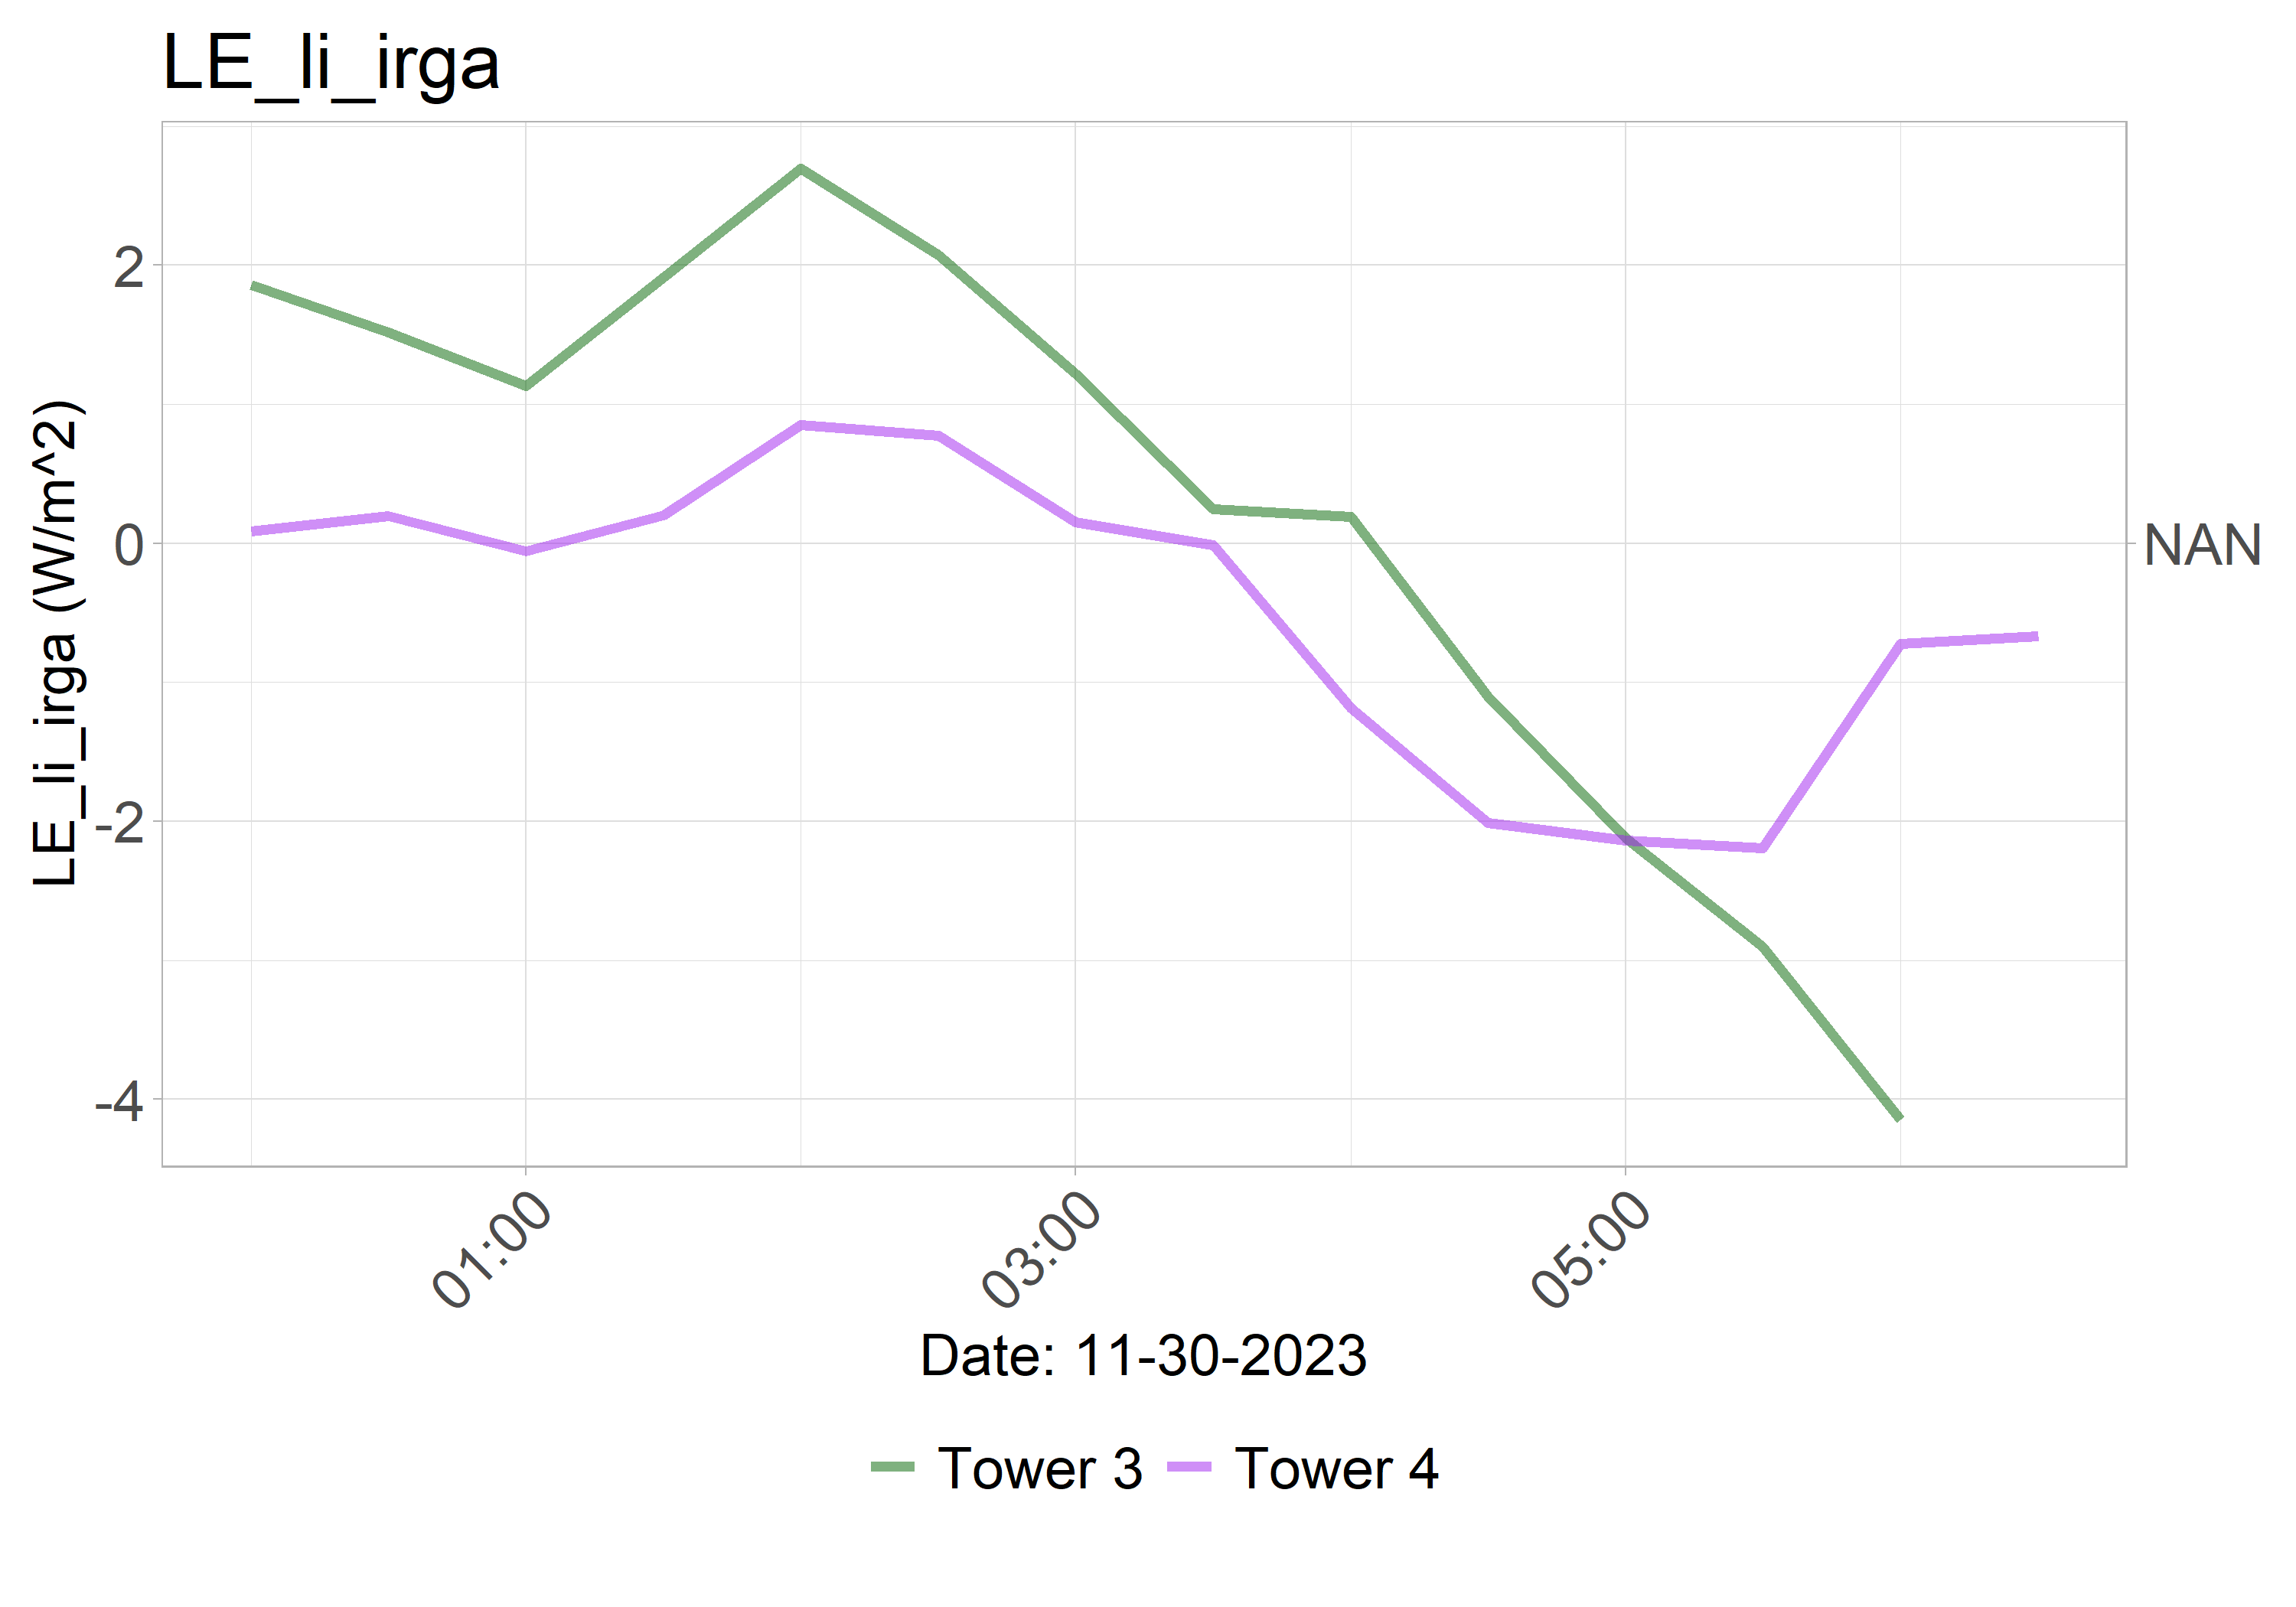 LE_li_irga
LE_li_irga (W/m^2)
2
0
-2
-4
NAN
01:00
03:00
05:00
Date: 11-30-2023
Tower 3
Tower 4